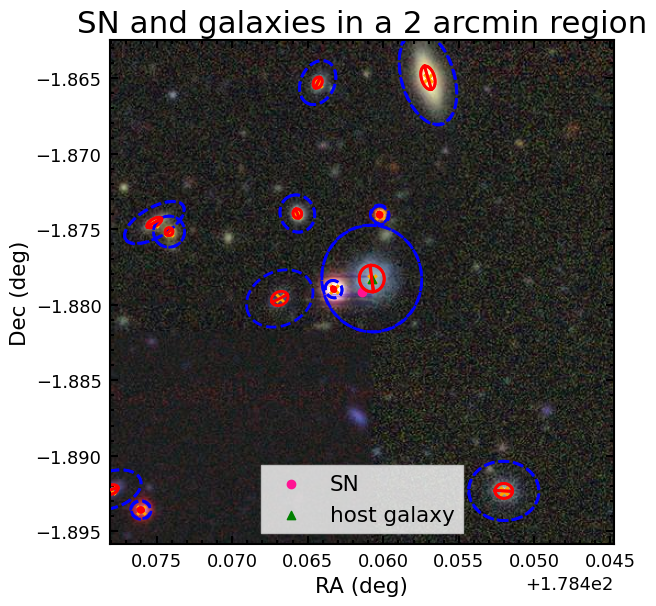 SN and galaxies in a 2 arcmin region
−1.865
−1.870
−1.875
−1.880
−1.885
−1.890
−1.895
Dec (deg)
SN
host galaxy
0.075 0.070 0.065 0.060 0.055 0.050 0.045
RA (deg)
+1.784e2